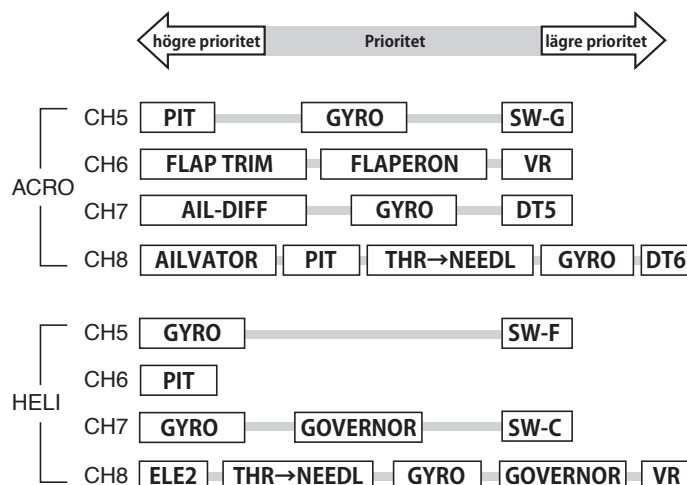 högre prioritet Prioritet lägre prioritet
CH5 PIT GYRO SW-G
CH6 FLAP TRIM FLAPERON VR
ACRO
CH7 AIL-DIFF GYRO DT5
CH8 AILVATOR PIT THR→NEEDL GYRO DT6
CH5 GYRO SW-F
CH6 PIT
HELI
CH7 GYRO GOVERNOR SW-C
CH8 ELE2 THR→NEEDL GYRO GOVERNOR VR